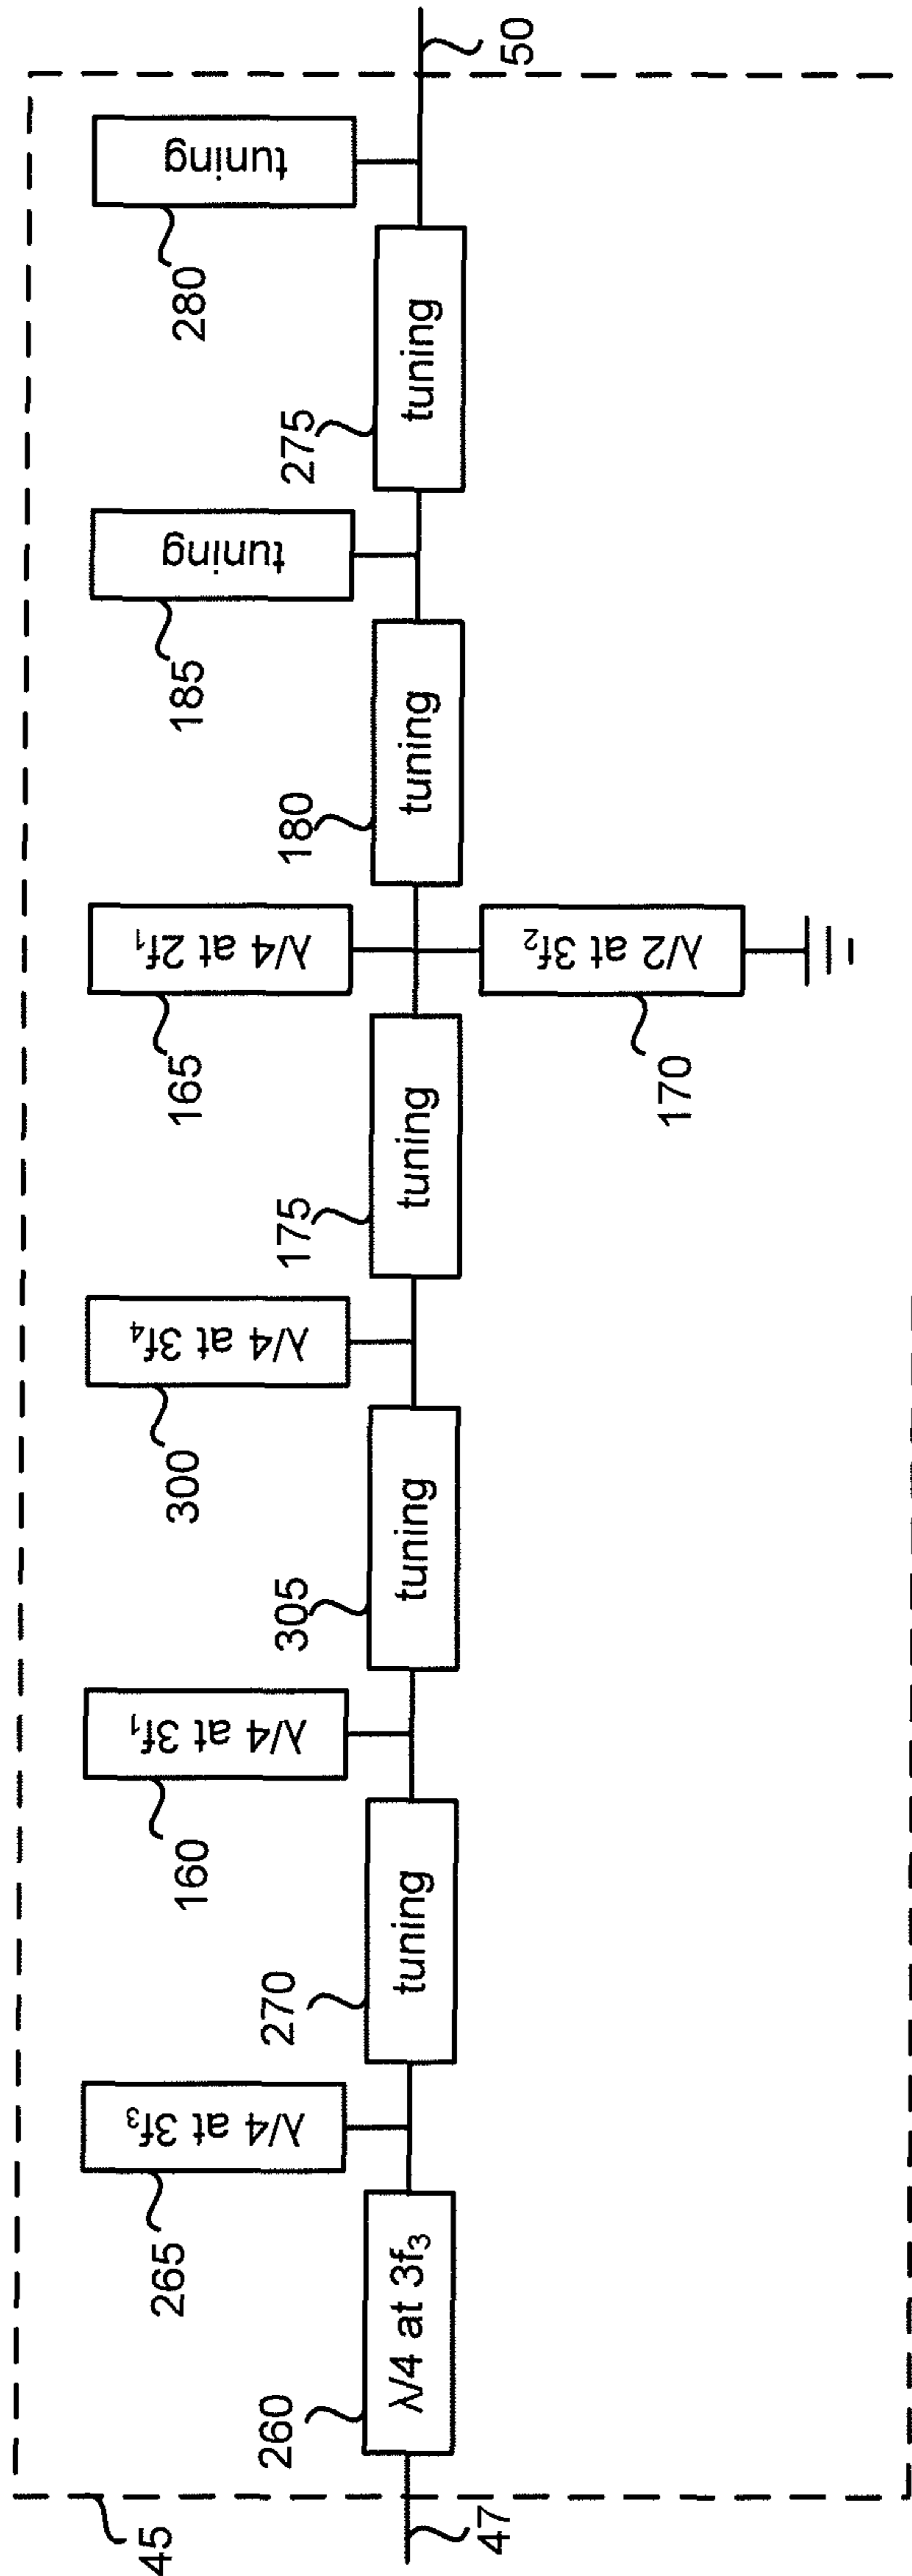 45
47
260
λ/4 at 3f₃
265
λ/4 at 3f₃
270
tuning
160
λ/4 at 3f₁
305
tuning
300
λ/4 at 3f₄
175
tuning
165
λ/4 at 2f₁
170
λ/2 at 3f₂
180
tuning
185
tuning
275
tuning
280
tuning
50